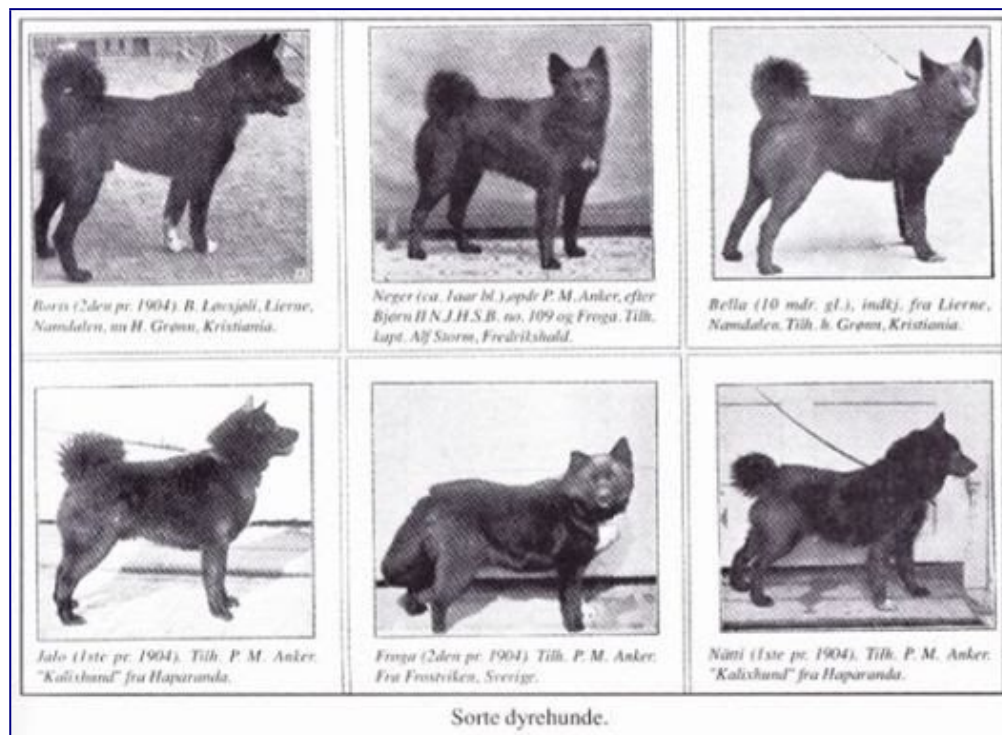 Boris (2den pr. 1904). B. Løvsjøli, Lierne,
Namdalen, nu H. Grønn, Kristiania.
Neger (ca. 1aar bl.), opdr P. M. Anker, efter
Bjørn II N.J.H.S.B. no. 109 og Froga. Tilh.
kapt. Alf Storm, Fredrikshald.
Bella (10 mdr. gl.), indkj. fra Lierne,
Namdalen. Tilh. h. Grønn, Kristiania.
Jalo (1ste pr. 1904). Tilh. P. M. Anker.
"Kalixhund" fra Haparanda.
Froga (2den pr. 1904). Tilh. P. M. Anker.
Fra Frostviken, Sverige.
Nätti (1ste pr. 1904). Tilh. P. M. Anker.
"Kalixhund" fra Haparanda.
Sorte dyrehunde.